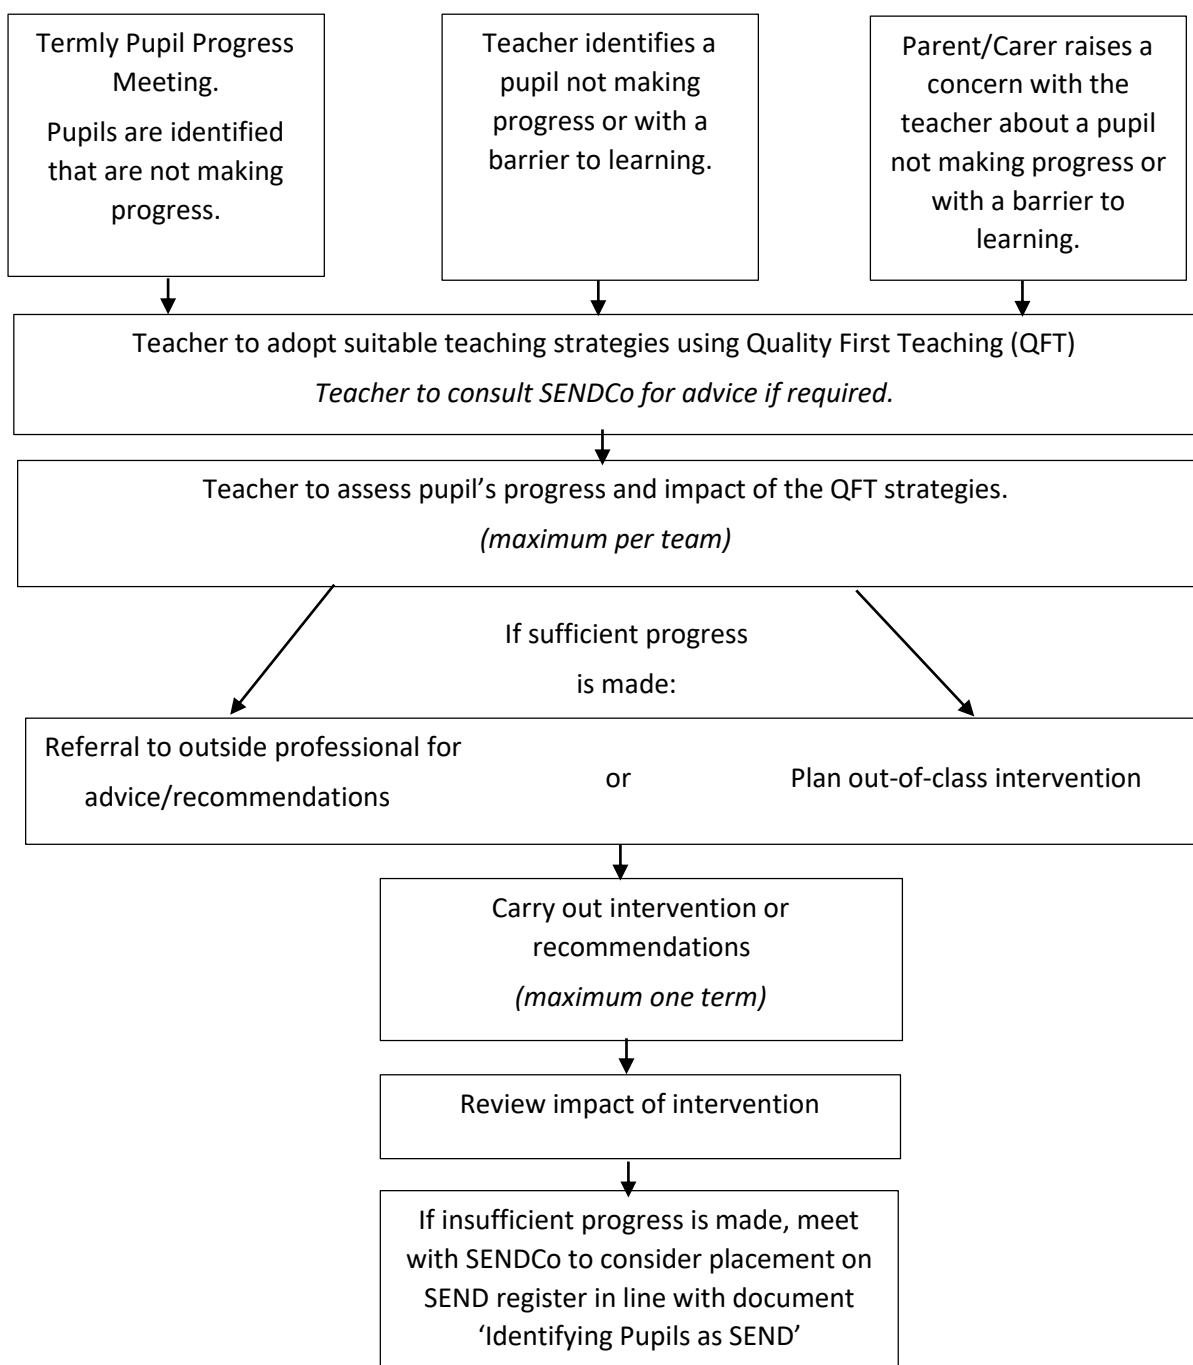 Termly Pupil Progress
Meeting.
Pupils are identified
that are not making
progress.
Teacher identifies a
pupil not making
progress or with a
barrier to learning.
Parent/Carer raises a
concern with the
teacher about a pupil
not making progress or
with a barrier to
learning.
Teacher to adopt suitable teaching strategies using Quality First Teaching (QFT)
Teacher to consult SENDCo for advice if required.
Teacher to assess pupil’s progress and impact of the QFT strategies.
(maximum per team)
If sufficient progress
is made:
Referral to outside professional for
advice/recommendations
or
Plan out-of-class intervention
Carry out intervention or
recommendations
(maximum one term)
Review impact of intervention
If insufficient progress is made, meet
with SENDCo to consider placement on
SEND register in line with document
‘Identifying Pupils as SEND’